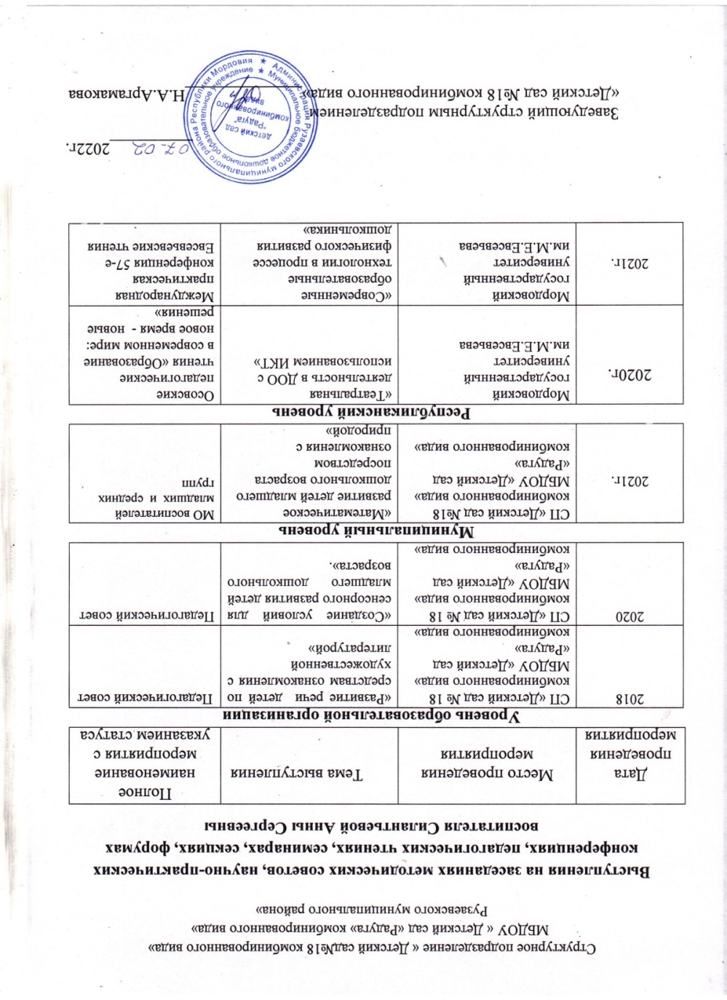 Структурное подразделение « Детский сад№18 комбинированного вида»
МБДОУ « Детский сад «Радуга» комбинированного вида»
Рузаевского муниципального района»
Выступления на заседаниях методических советов, научно-практических
конференциях, педагогических чтениях, семинарах, секциях, форумах
воспитателя Силантьевой Анны Сергеевны
Дата
проведения
мероприятия
Место проведения
мероприятия
Тема выступления
Полное
наименование
мероприятия с
указанием статуса
Уровень образовательной организации
2018
СП «Детский сад № 18
комбинированного вида»
МБДОУ «Детский сад
«Радуга»
комбинированного вида»
«Развитие речи детей по
средствам ознакомления с
художественной
литературой»
Педагогический совет
2020
СП «Детский сад № 18
комбинированного вида»
МБДОУ «Детский сад
«Радуга»
комбинированного вида»
«Создание условий для
сенсорного развития детей
младшего дошкольного
возраста».
Педагогический совет
Муниципальный уровень
2021г.
СП «Детский сад №18
комбинированного вида»
МБДОУ «Детский сад
«Радуга»
комбинированного вида»
«Математическое
развитие детей младшего
дошкольного возраста
посредством
ознакомления с
природой»
МО воспитателей
младших и средних
групп
Республиканский уровень
2020г.
Мордовский
государственный
университет
им.М.Е.Евсевьева
«Театральная
деятельность в ДОО с
использованием ИКТ»
Осовские
педагогические
чтения «Образование
в современном мире:
новое время - новые
решения»
2021г.
Мордовский
государственный
университет
им.М.Е.Евсевьева
«Современные
образовательные
технологии в процессе
физического развития
дошкольника»
Международная
практическая
конференция 57-е
Евсевьевские чтения
07.02 2022г.
Заведующий структурным подразделением
«Детский сад №18 комбинированного вида» Н.А.Аргамакова
★ Администрация Рузаевского муниципального района Республики Мордовия
★ Муниципальное бюджетное дошкольное образовательное учреждение
детский сад
"Радуга"
комбинированного
вида